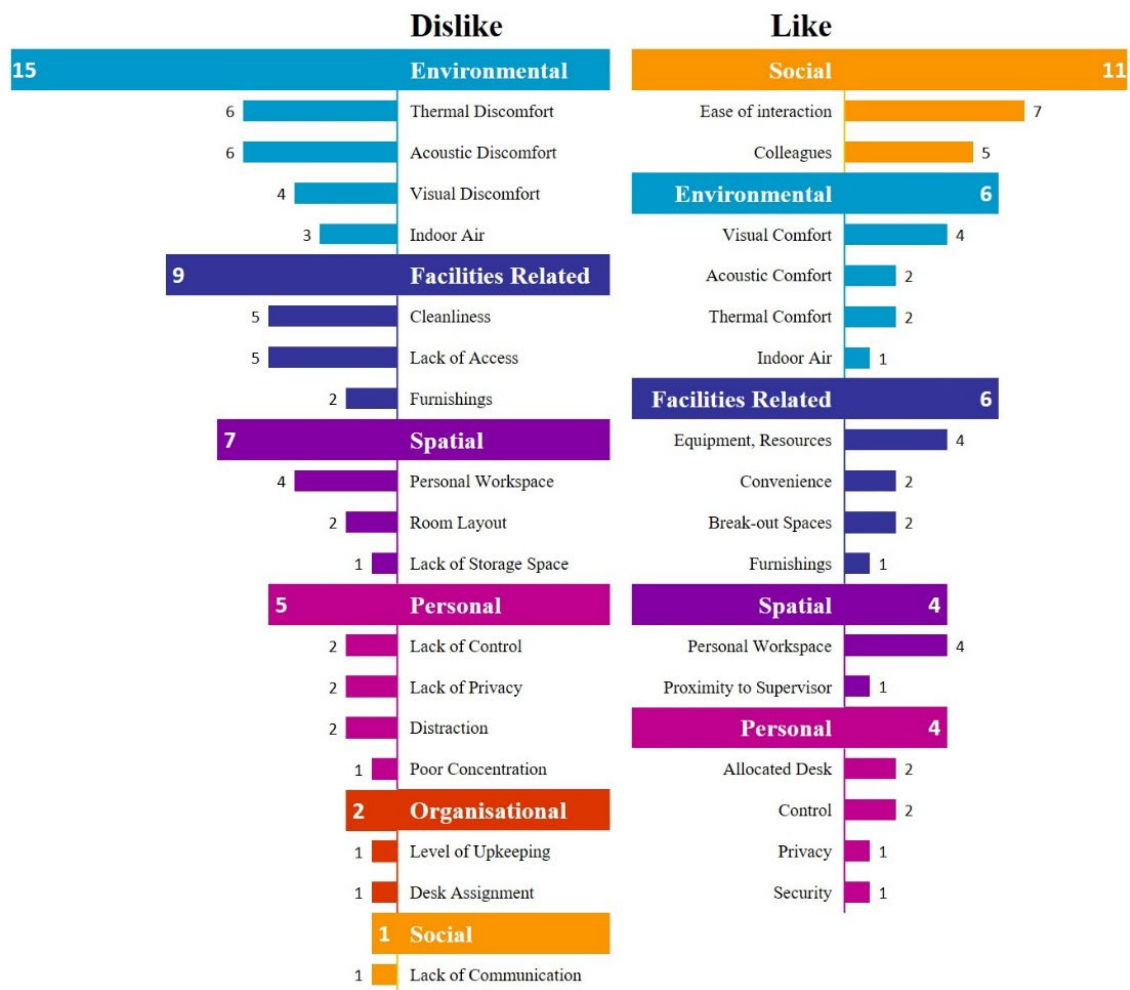 Dislike
15 Environmental
6 Thermal Discomfort
6 Acoustic Discomfort
4 Visual Discomfort
3 Indoor Air
9 Facilities Related
5 Cleanliness
5 Lack of Access
2 Furnishings
7 Spatial
4 Personal Workspace
2 Room Layout
1 Lack of Storage Space
5 Personal
2 Lack of Control
2 Lack of Privacy
2 Distraction
1 Poor Concentration
2 Organisational
1 Level of Upkeeping
1 Desk Assignment
1 Social
1 Lack of Communication
Like
Social 11
Ease of interaction 7
Colleagues 5
Environmental 6
Visual Comfort 4
Acoustic Comfort 2
Thermal Comfort 2
Indoor Air 1
Facilities Related 6
Equipment, Resources 4
Convenience 2
Break-out Spaces 2
Furnishings 1
Spatial 4
Personal Workspace 4
Proximity to Supervisor 1
Personal 4
Allocated Desk 2
Control 2
Privacy 1
Security 1